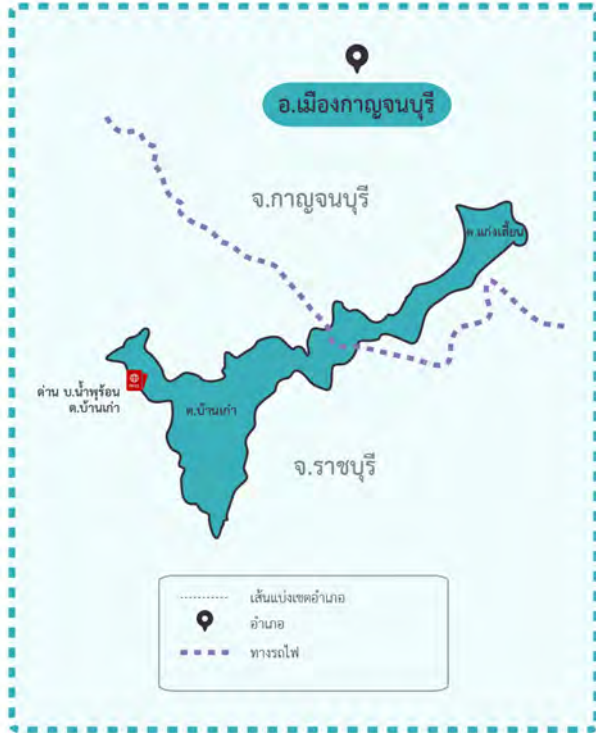 อ.เมืองกาญจนบุรี
จ.กาญจนบุรี
ต.แก่งเสี้ยน
ด่าน บ.น้ำพุร้อน
ต.บ้านเก่า
ต.บ้านเก่า
จ.ราชบุรี
เส้นแบ่งเขตอำเภอ
อำเภอ
ทางรถไฟ